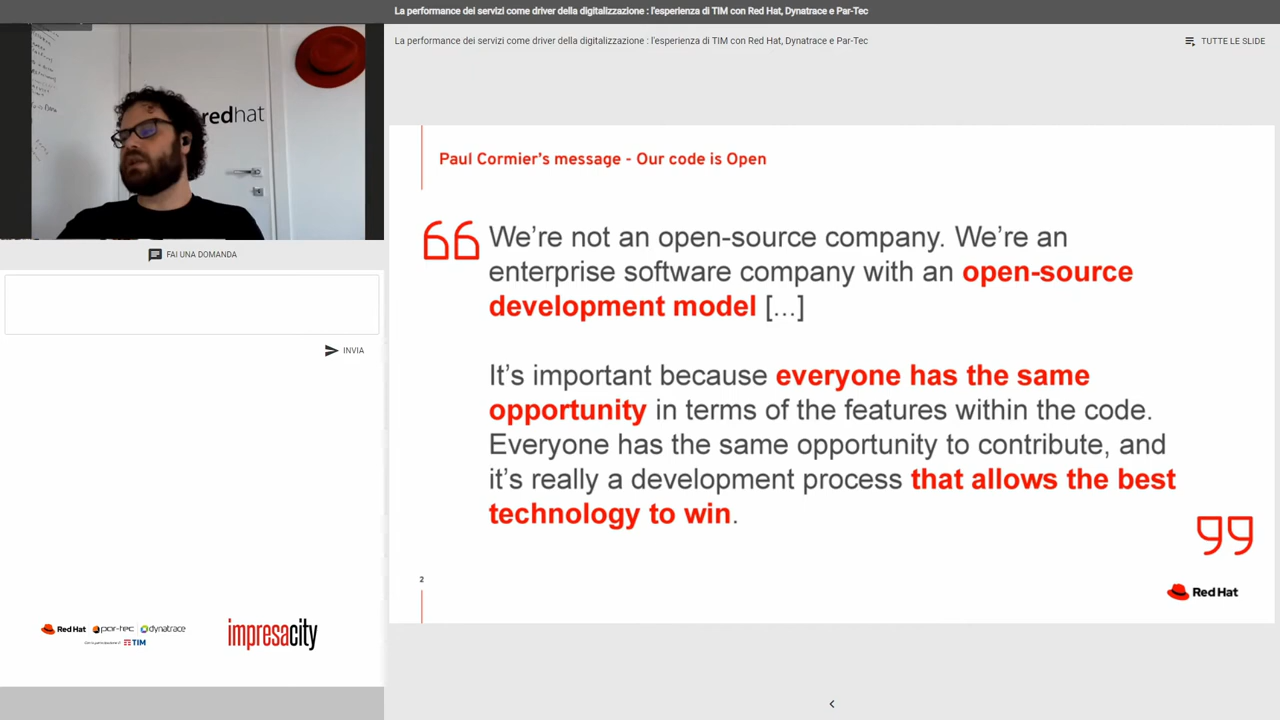 La performance dei servizi come driver della digitalizzazione : l'esperienza di TIM con Red Hat, Dynatrace e Par-Tec
La performance dei servizi come driver della digitalizzazione : l'esperienza di TIM con Red Hat, Dynatrace e Par-Tec
TUTTE LE SLIDE
redhat
FAI UNA DOMANDA
INVIA
Paul Cormier's message - Our code is Open
We're not an open-source company. We're an
enterprise software company with an open-source
development model [...]
It's important because everyone has the same
opportunity in terms of the features within the code.
Everyone has the same opportunity to contribute, and
it's really a development process that allows the best
technology to win.
2
Red Hat
Red Hat par-tec dynatrace
TIM
impresacity